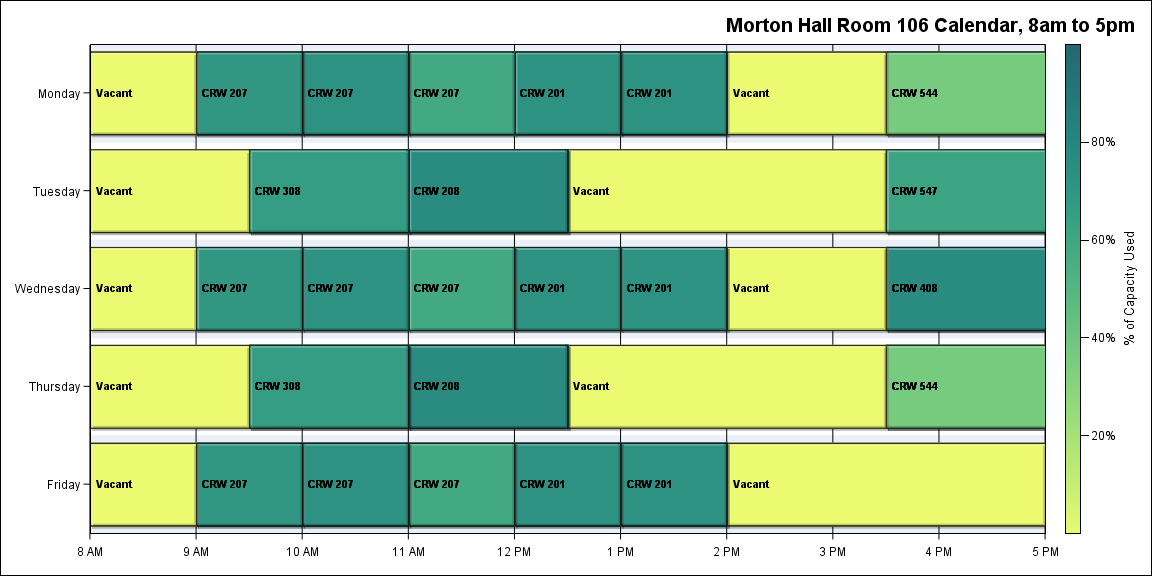 Morton Hall Room 106 Calendar, 8am to 5pm
Monday Vacant CRW 207 CRW 207 CRW 207 CRW 201 CRW 201 Vacant CRW 544
Tuesday Vacant CRW 308 CRW 208 Vacant CRW 547
Wednesday Vacant CRW 207 CRW 207 CRW 207 CRW 201 CRW 201 Vacant CRW 408
Thursday Vacant CRW 308 CRW 208 Vacant CRW 544
Friday Vacant CRW 207 CRW 207 CRW 207 CRW 201 CRW 201 Vacant
8 AM 9 AM 10 AM 11 AM 12 PM 1 PM 2 PM 3 PM 4 PM 5 PM
80%
60%
40%
20%
% of Capacity Used